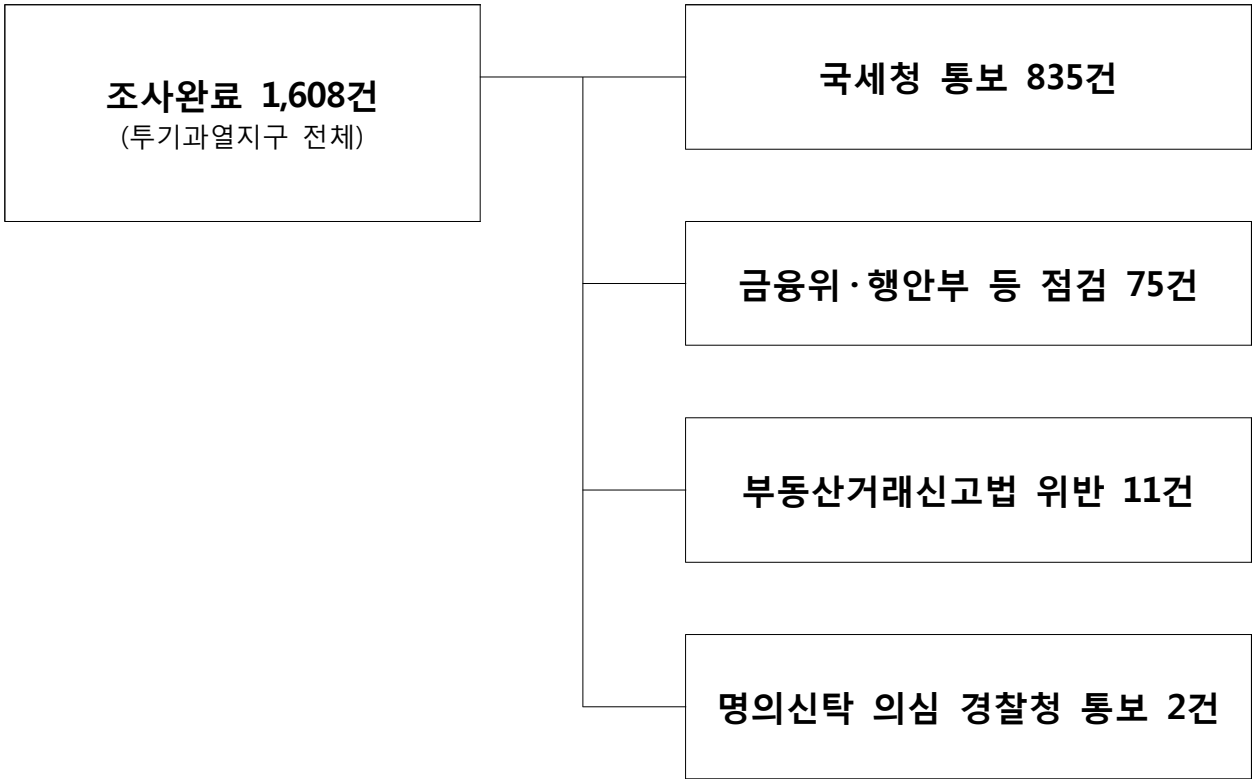 조사완료 1,608건
(투기과열지구 전체)
국세청 통보 835건
금융위·행안부 등 점검 75건
부동산거래신고법 위반 11건
명의신탁 의심 경찰청 통보 2건